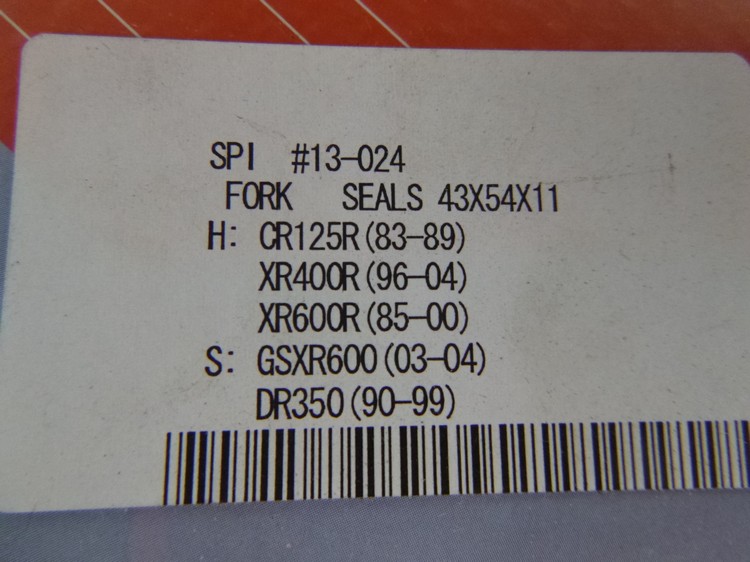 SPI #13-024
FORK SEALS 43X54X11
H: CR125R(83-89)
XR400R(96-04)
XR600R(85-00)
S: GSXR600(03-04)
DR350(90-99)